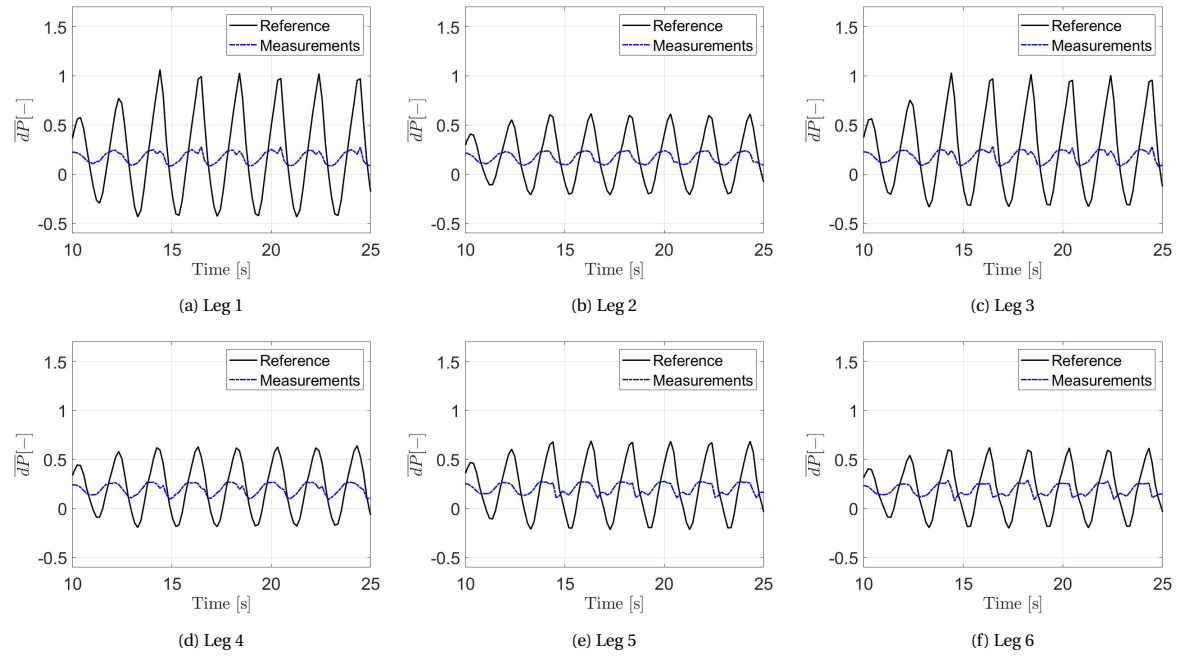 1.5
1
0.5
0
-0.5
10 15 20 25
Time [s]
dP[−]
Reference
Measurements
(a) Leg 1
1.5
1
0.5
0
-0.5
10 15 20 25
Time [s]
dP[−]
Reference
Measurements
(b) Leg 2
1.5
1
0.5
0
-0.5
10 15 20 25
Time [s]
dP[−]
Reference
Measurements
(c) Leg 3
1.5
1
0.5
0
-0.5
10 15 20 25
Time [s]
dP[−]
Reference
Measurements
(d) Leg 4
1.5
1
0.5
0
-0.5
10 15 20 25
Time [s]
dP[−]
Reference
Measurements
(e) Leg 5
1.5
1
0.5
0
-0.5
10 15 20 25
Time [s]
dP[−]
Reference
Measurements
(f) Leg 6